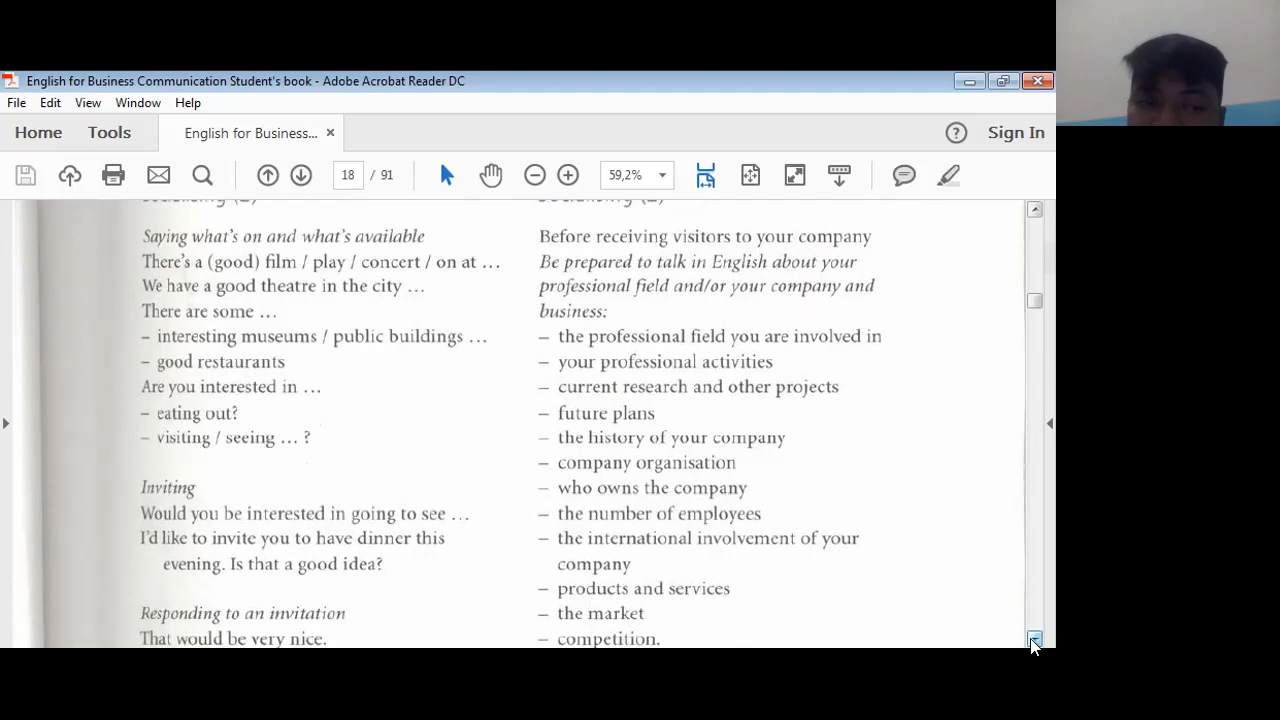 English for Business Communication Student's book - Adobe Acrobat Reader DC
File Edit View Window Help
Home Tools English for Business... × Sign In
18 / 91 59,2%
Socialising (2) Socialising (2)
Saying what's on and what's available
There's a (good) film / play / concert / on at ...
We have a good theatre in the city ...
There are some ...
– interesting museums / public buildings ...
– good restaurants
Are you interested in ...
– eating out?
– visiting / seeing ... ?
Inviting
Would you be interested in going to see ...
I'd like to invite you to have dinner this
evening. Is that a good idea?
Responding to an invitation
That would be very nice.
Before receiving visitors to your company
Be prepared to talk in English about your
professional field and/or your company and
business:
– the professional field you are involved in
– your professional activities
– current research and other projects
– future plans
– the history of your company
– company organisation
– who owns the company
– the number of employees
– the international involvement of your
company
– products and services
– the market
– competition.